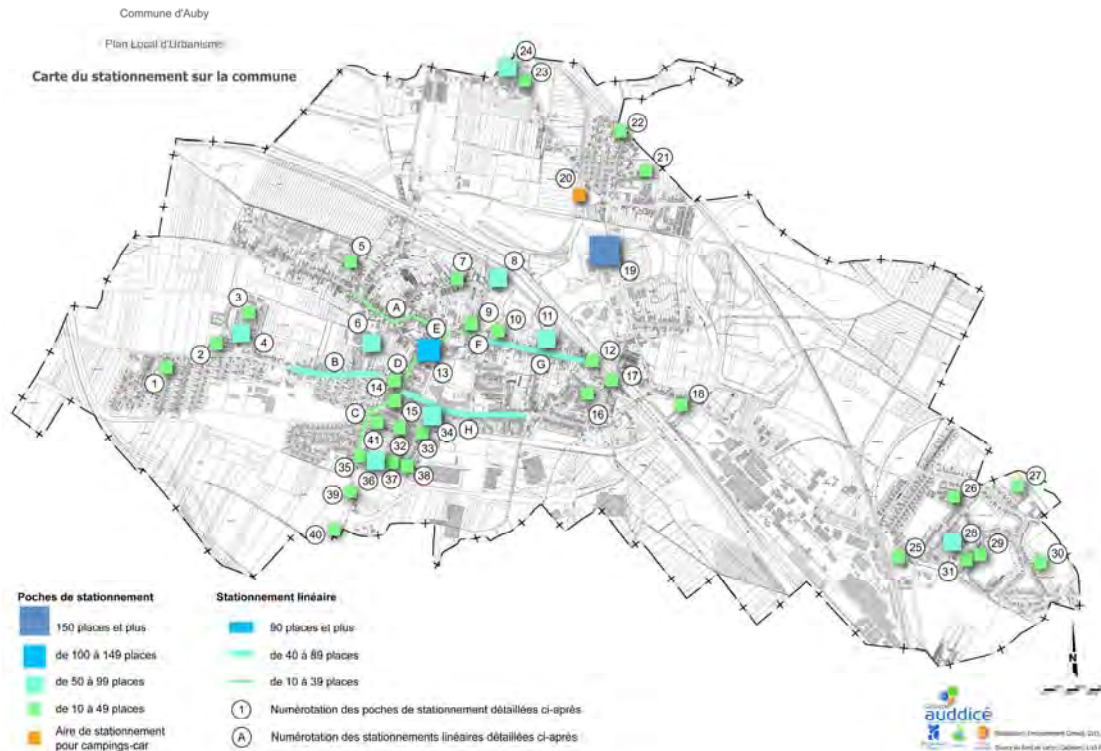 Commune d'Auby
Plan Local d'Urbanisme
Carte du stationnement sur la commune
24
23
22
21
20
19
5
7
8
3
A
6
E
9
10
11
2
4
F
12
1
B
D
13
G
14
17
16
18
C
15
H
41
32
33
34
35
36
37
38
39
40
26
27
28
29
25
31
30
Poches de stationnement
150 places et plus
de 100 à 149 places
de 50 à 99 places
de 10 à 49 places
Aire de stationnement
pour campings-car
Stationnement linéaire
90 places et plus
de 40 à 89 places
de 10 à 39 places
1 Numérotation des poches de stationnement détaillées ci-après
A Numérotation des stationnements linéaires détaillées ci-après
N
auddicé